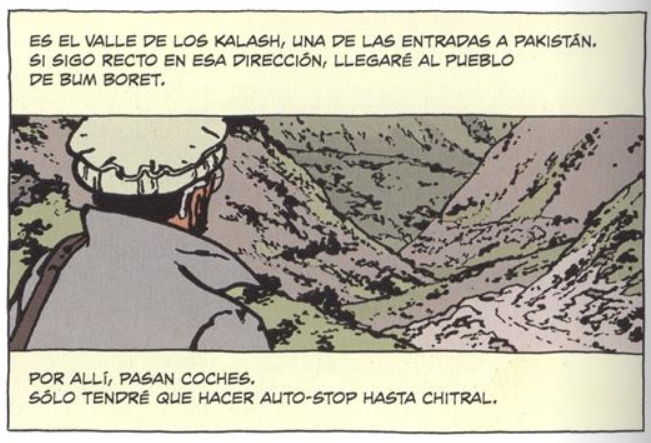 ES EL VALLE DE LOS KALASH, UNA DE LAS ENTRADAS A PAKISTÁN.
SI SIGO RECTO EN ESA DIRECCIÓN, LLEGARÉ AL PUEBLO
DE BUM BORET.
POR ALLÍ, PASAN COCHES.
SÓLO TENDRÉ QUE HACER AUTO-STOP HASTA CHITRAL.